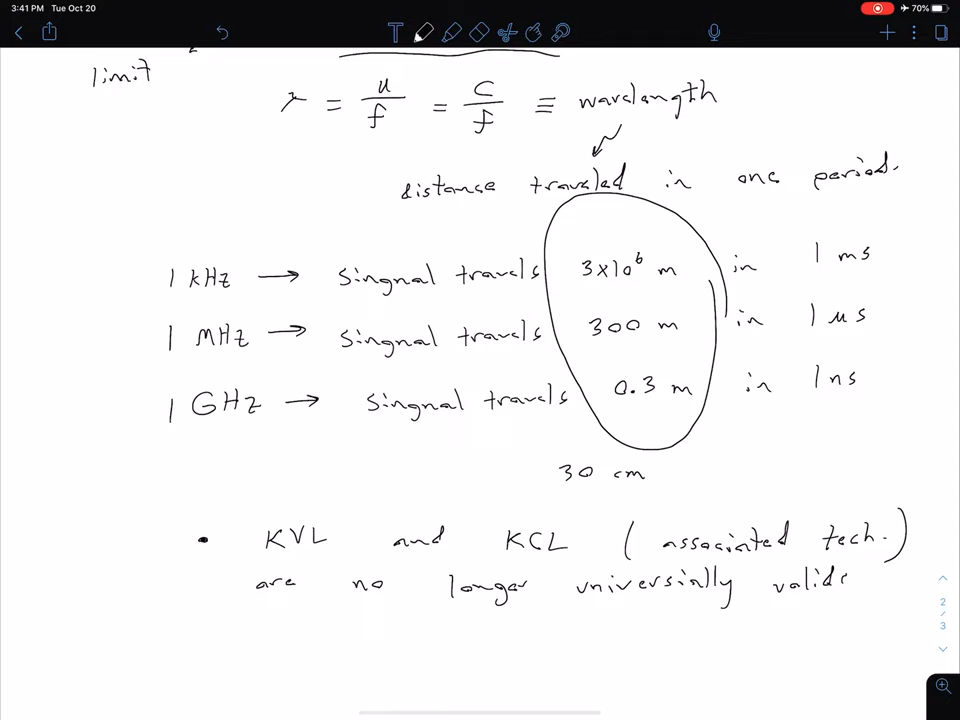 3:41 PM Tue Oct 20
70%
limit
λ = u/f = c/f ≡ wavelangth
distance traveled in one period.
1 kHz → Singnal travels 3×10⁶ m in 1 ms
1 MHz → Singnal travels 300 m in 1 μs
1 GHz → Singnal travels 0.3 m in 1 ns
30 cm
• KVL and KCL (associated tech.)
are no longer universially valid
2
/
3